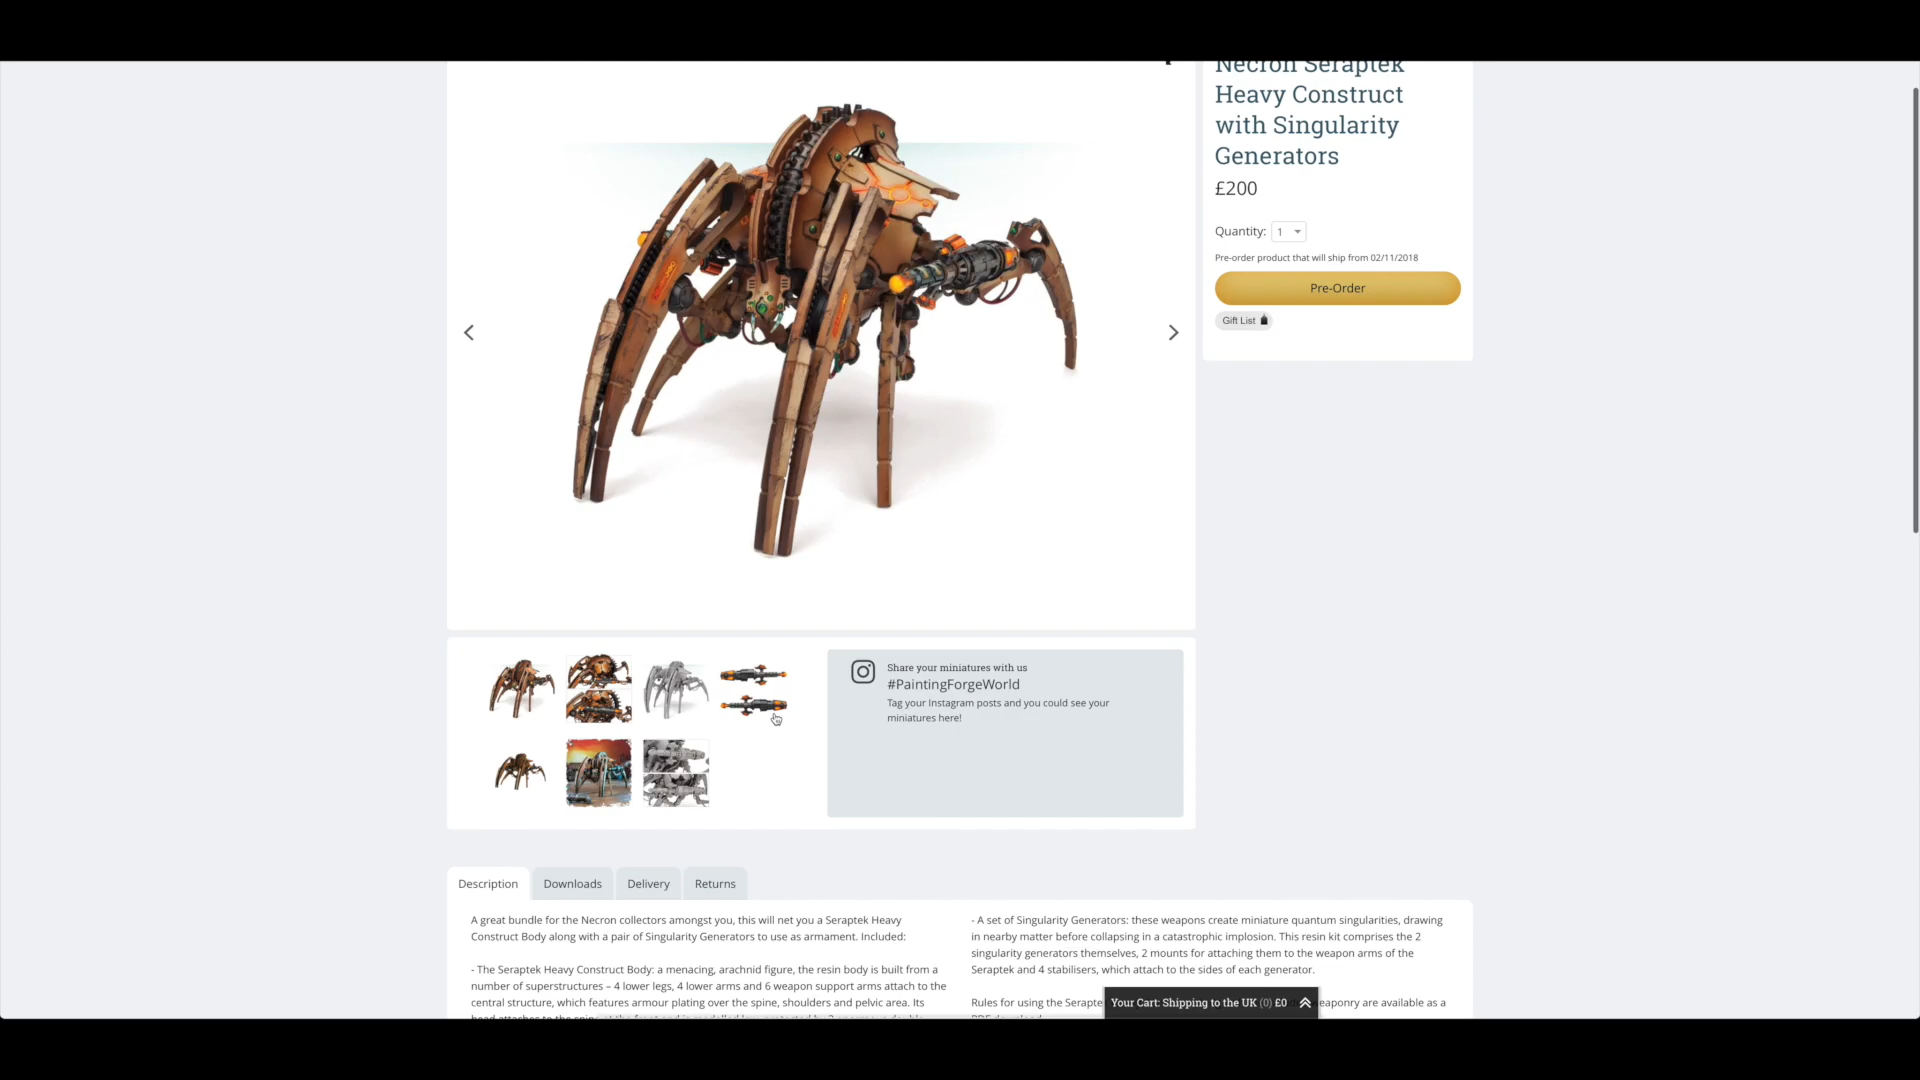 Necron Seraptek
Heavy Construct
with Singularity
Generators
£200
Quantity: 1
Pre-order product that will ship from 02/11/2018
Pre-Order
Gift List
Share your miniatures with us
#PaintingForgeWorld
Tag your Instagram posts and you could see your
miniatures here!
Description
Downloads
Delivery
Returns
A great bundle for the Necron collectors amongst you, this will net you a Seraptek Heavy
Construct Body along with a pair of Singularity Generators to use as armament. Included:
- The Seraptek Heavy Construct Body: a menacing, arachnid figure, the resin body is built from a
number of superstructures – 4 lower legs, 4 lower arms and 6 weapon support arms attach to the
central structure, which features armour plating over the spine, shoulders and pelvic area. Its
- A set of Singularity Generators: these weapons create miniature quantum singularities, drawing
in nearby matter before collapsing in a catastrophic implosion. This resin kit comprises the 2
singularity generators themselves, 2 mounts for attaching them to the weapon arms of the
Seraptek and 4 stabilisers, which attach to the sides of each generator.
Rules for using the Serapte eaponry are available as a
Your Cart: Shipping to the UK (0) £0